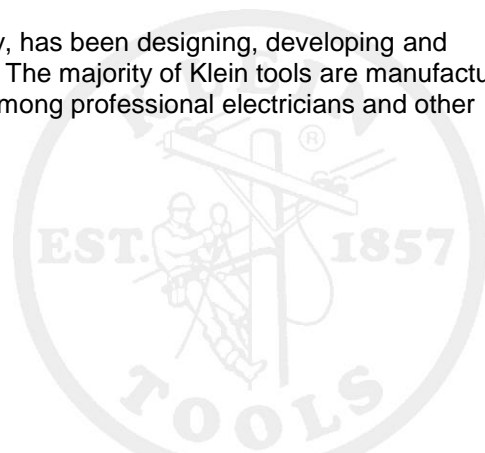 y, has been designing, developing and
The majority of Klein tools are manufactu
mong professional electricians and other
KLEIN
®
EST. 1857
TOOLS